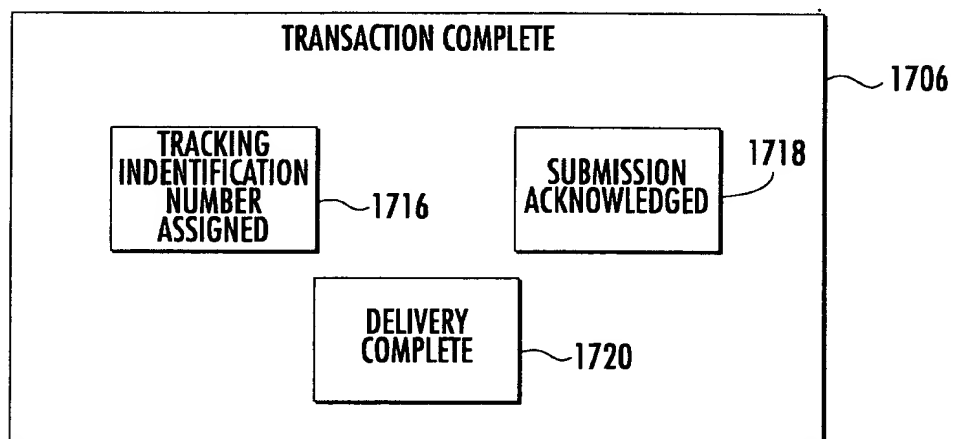 TRANSACTION COMPLETE
1706
TRACKING
INDENTIFICATION
NUMBER
ASSIGNED
1716
SUBMISSION
ACKNOWLEDGED
1718
DELIVERY
COMPLETE
1720